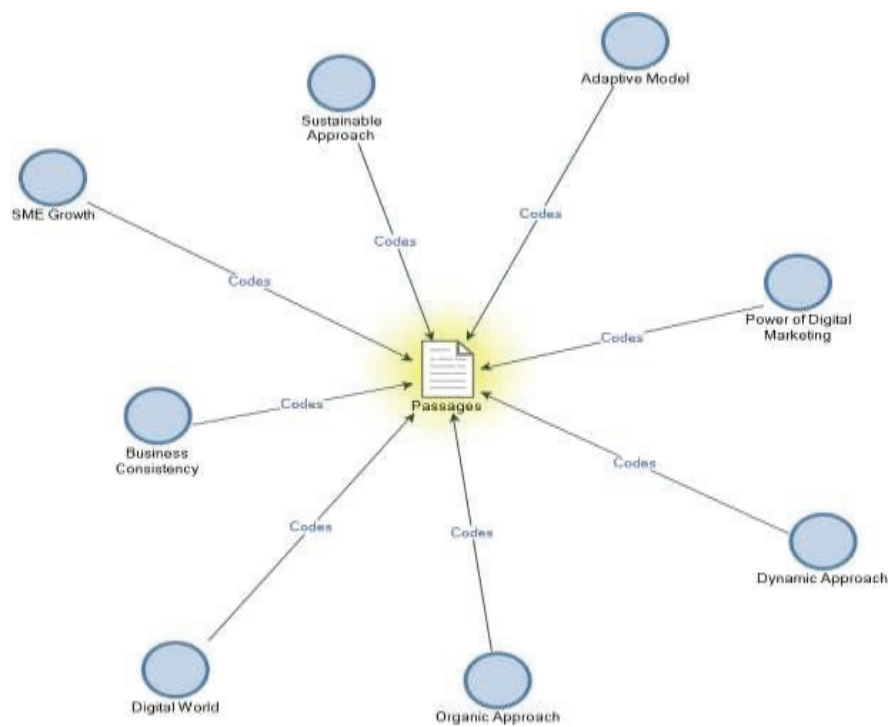 Adaptive Model
Sustainable
Approach
SME Growth
Codes
Codes
Codes
Power of Digital
Marketing
Codes
Passages
Codes
Business
Consistency
Codes
Codes
Codes
Dynamic Approach
Digital World
Organic Approach